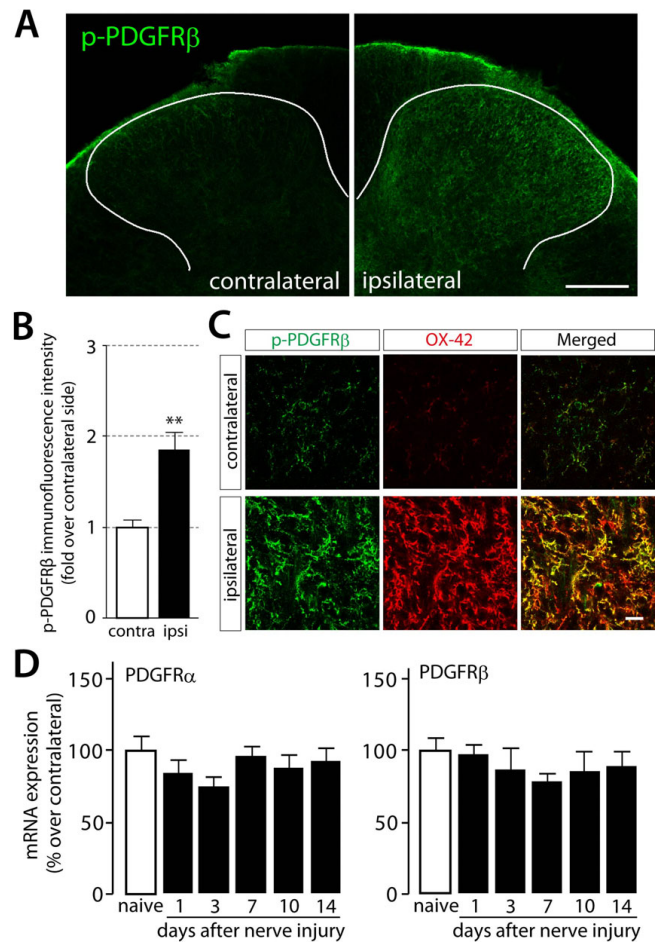 A
p-PDGFRβ
contralateral
ipsilateral
B
p-PDGFRβ immunofluorescence intensity
(fold over contralateral side)
3
2
1
0
**
contra ipsi
C
p-PDGFRβ OX-42 Merged
contralateral
ipsilateral
D
mRNA expression
(% over contralateral)
PDGFRα
150
100
50
0
naive 1 3 7 10 14
days after nerve injury
PDGFRβ
150
100
50
0
naive 1 3 7 10 14
days after nerve injury